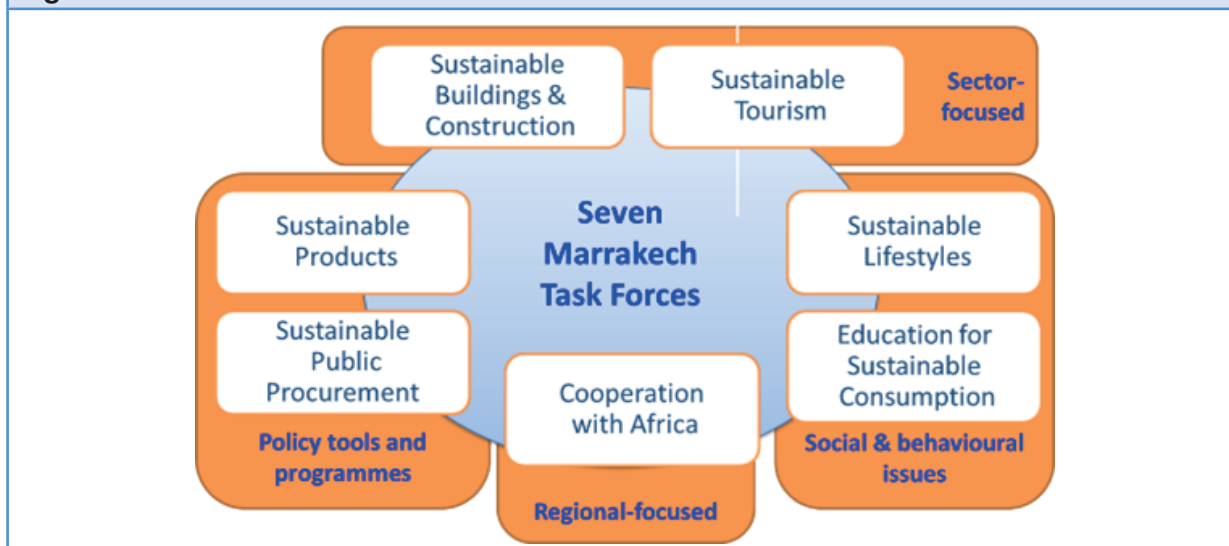 Sustainable
Buildings &
Construction
Sustainable
Tourism
Sector-
focused
Sustainable
Products
Seven
Marrakech
Task Forces
Sustainable
Lifestyles
Sustainable
Public
Procurement
Cooperation
with Africa
Education for
Sustainable
Consumption
Policy tools and
programmes
Social & behavioural
issues
Regional-focused